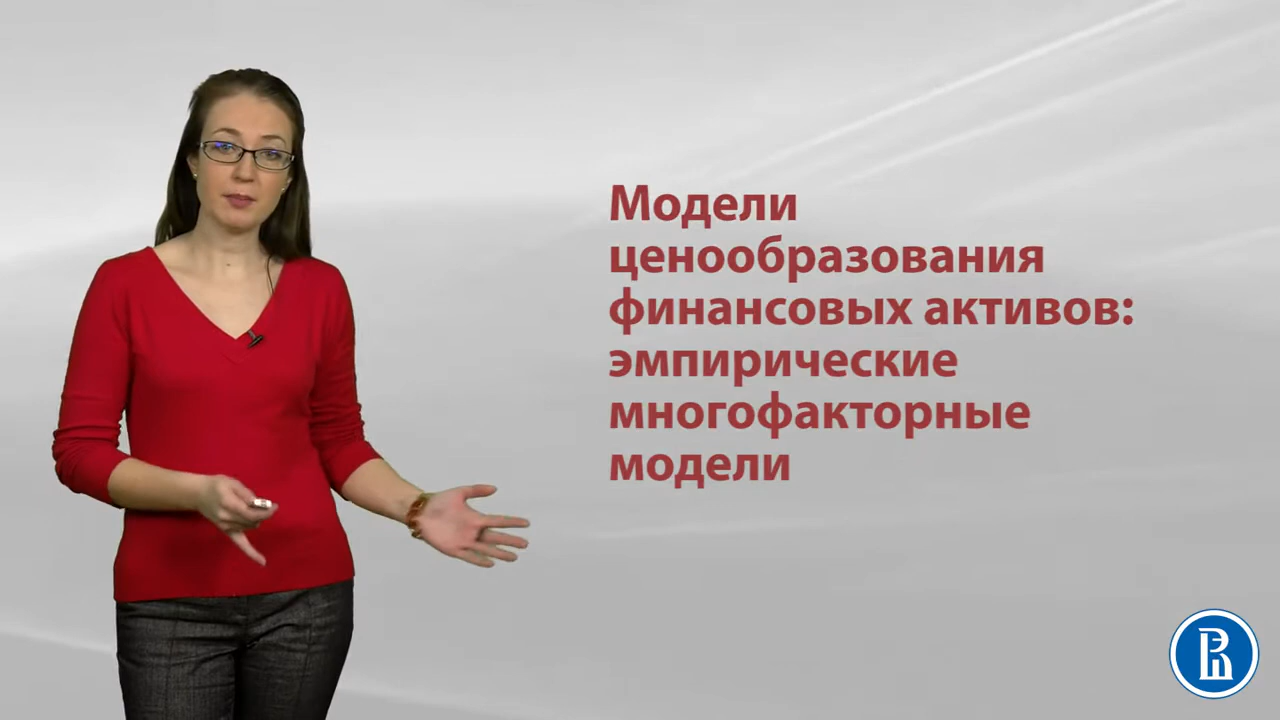 Модели
ценообразования
финансовых активов:
эмпирические
многофакторные
модели